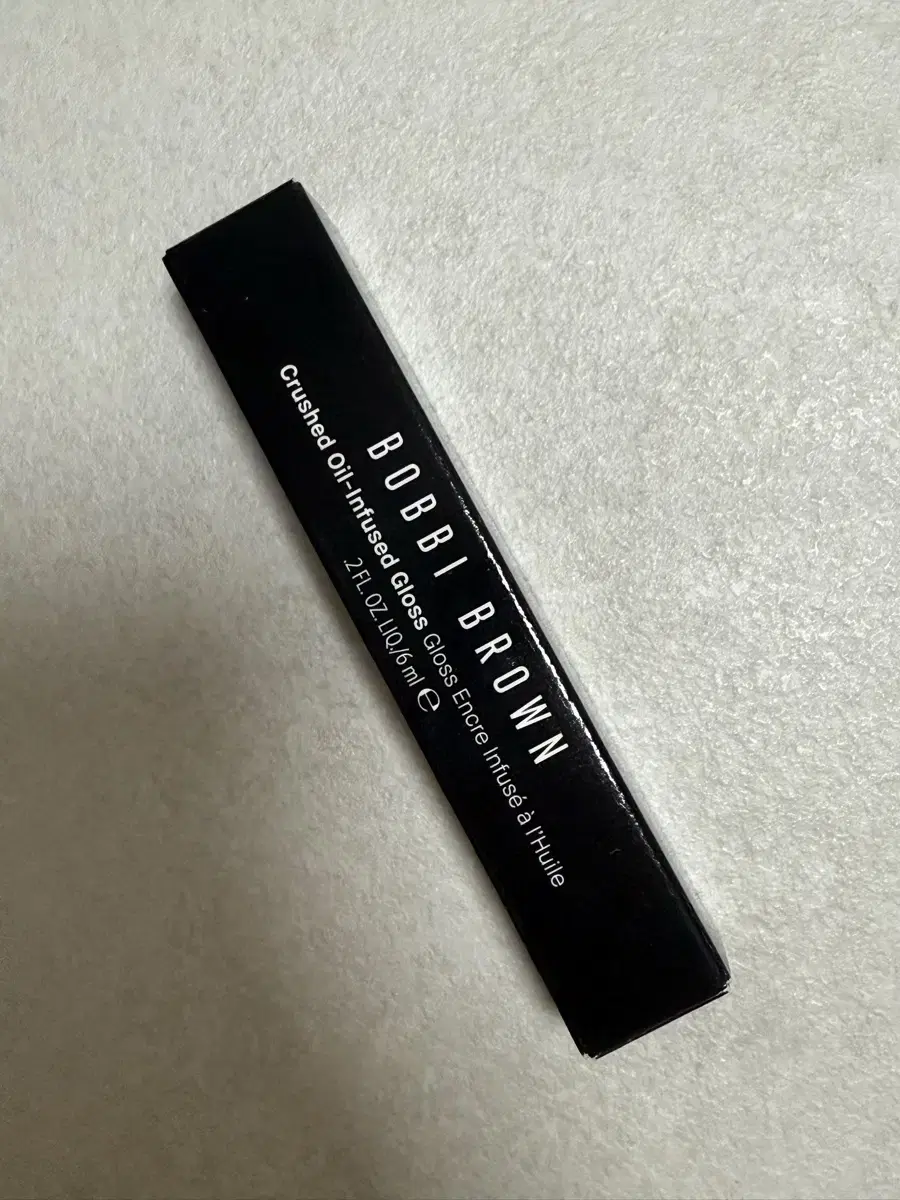 BOBBI BROWN
Crushed Oil-Infused Gloss Gloss Encre Infusé à l'Huile
.2 FL. OZ. LIQ./6 ml ℮